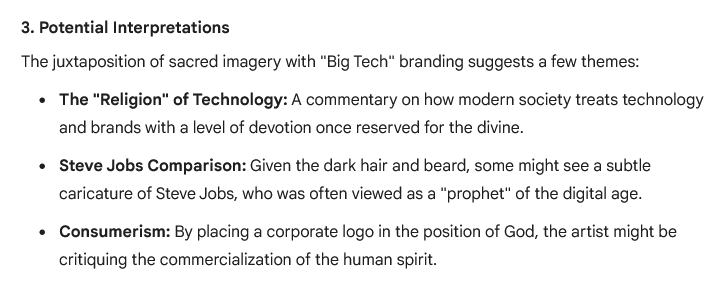 3. Potential Interpretations
The juxtaposition of sacred imagery with "Big Tech" branding suggests a few themes:
• The "Religion" of Technology: A commentary on how modern society treats technology
and brands with a level of devotion once reserved for the divine.
• Steve Jobs Comparison: Given the dark hair and beard, some might see a subtle
caricature of Steve Jobs, who was often viewed as a "prophet" of the digital age.
• Consumerism: By placing a corporate logo in the position of God, the artist might be
critiquing the commercialization of the human spirit.